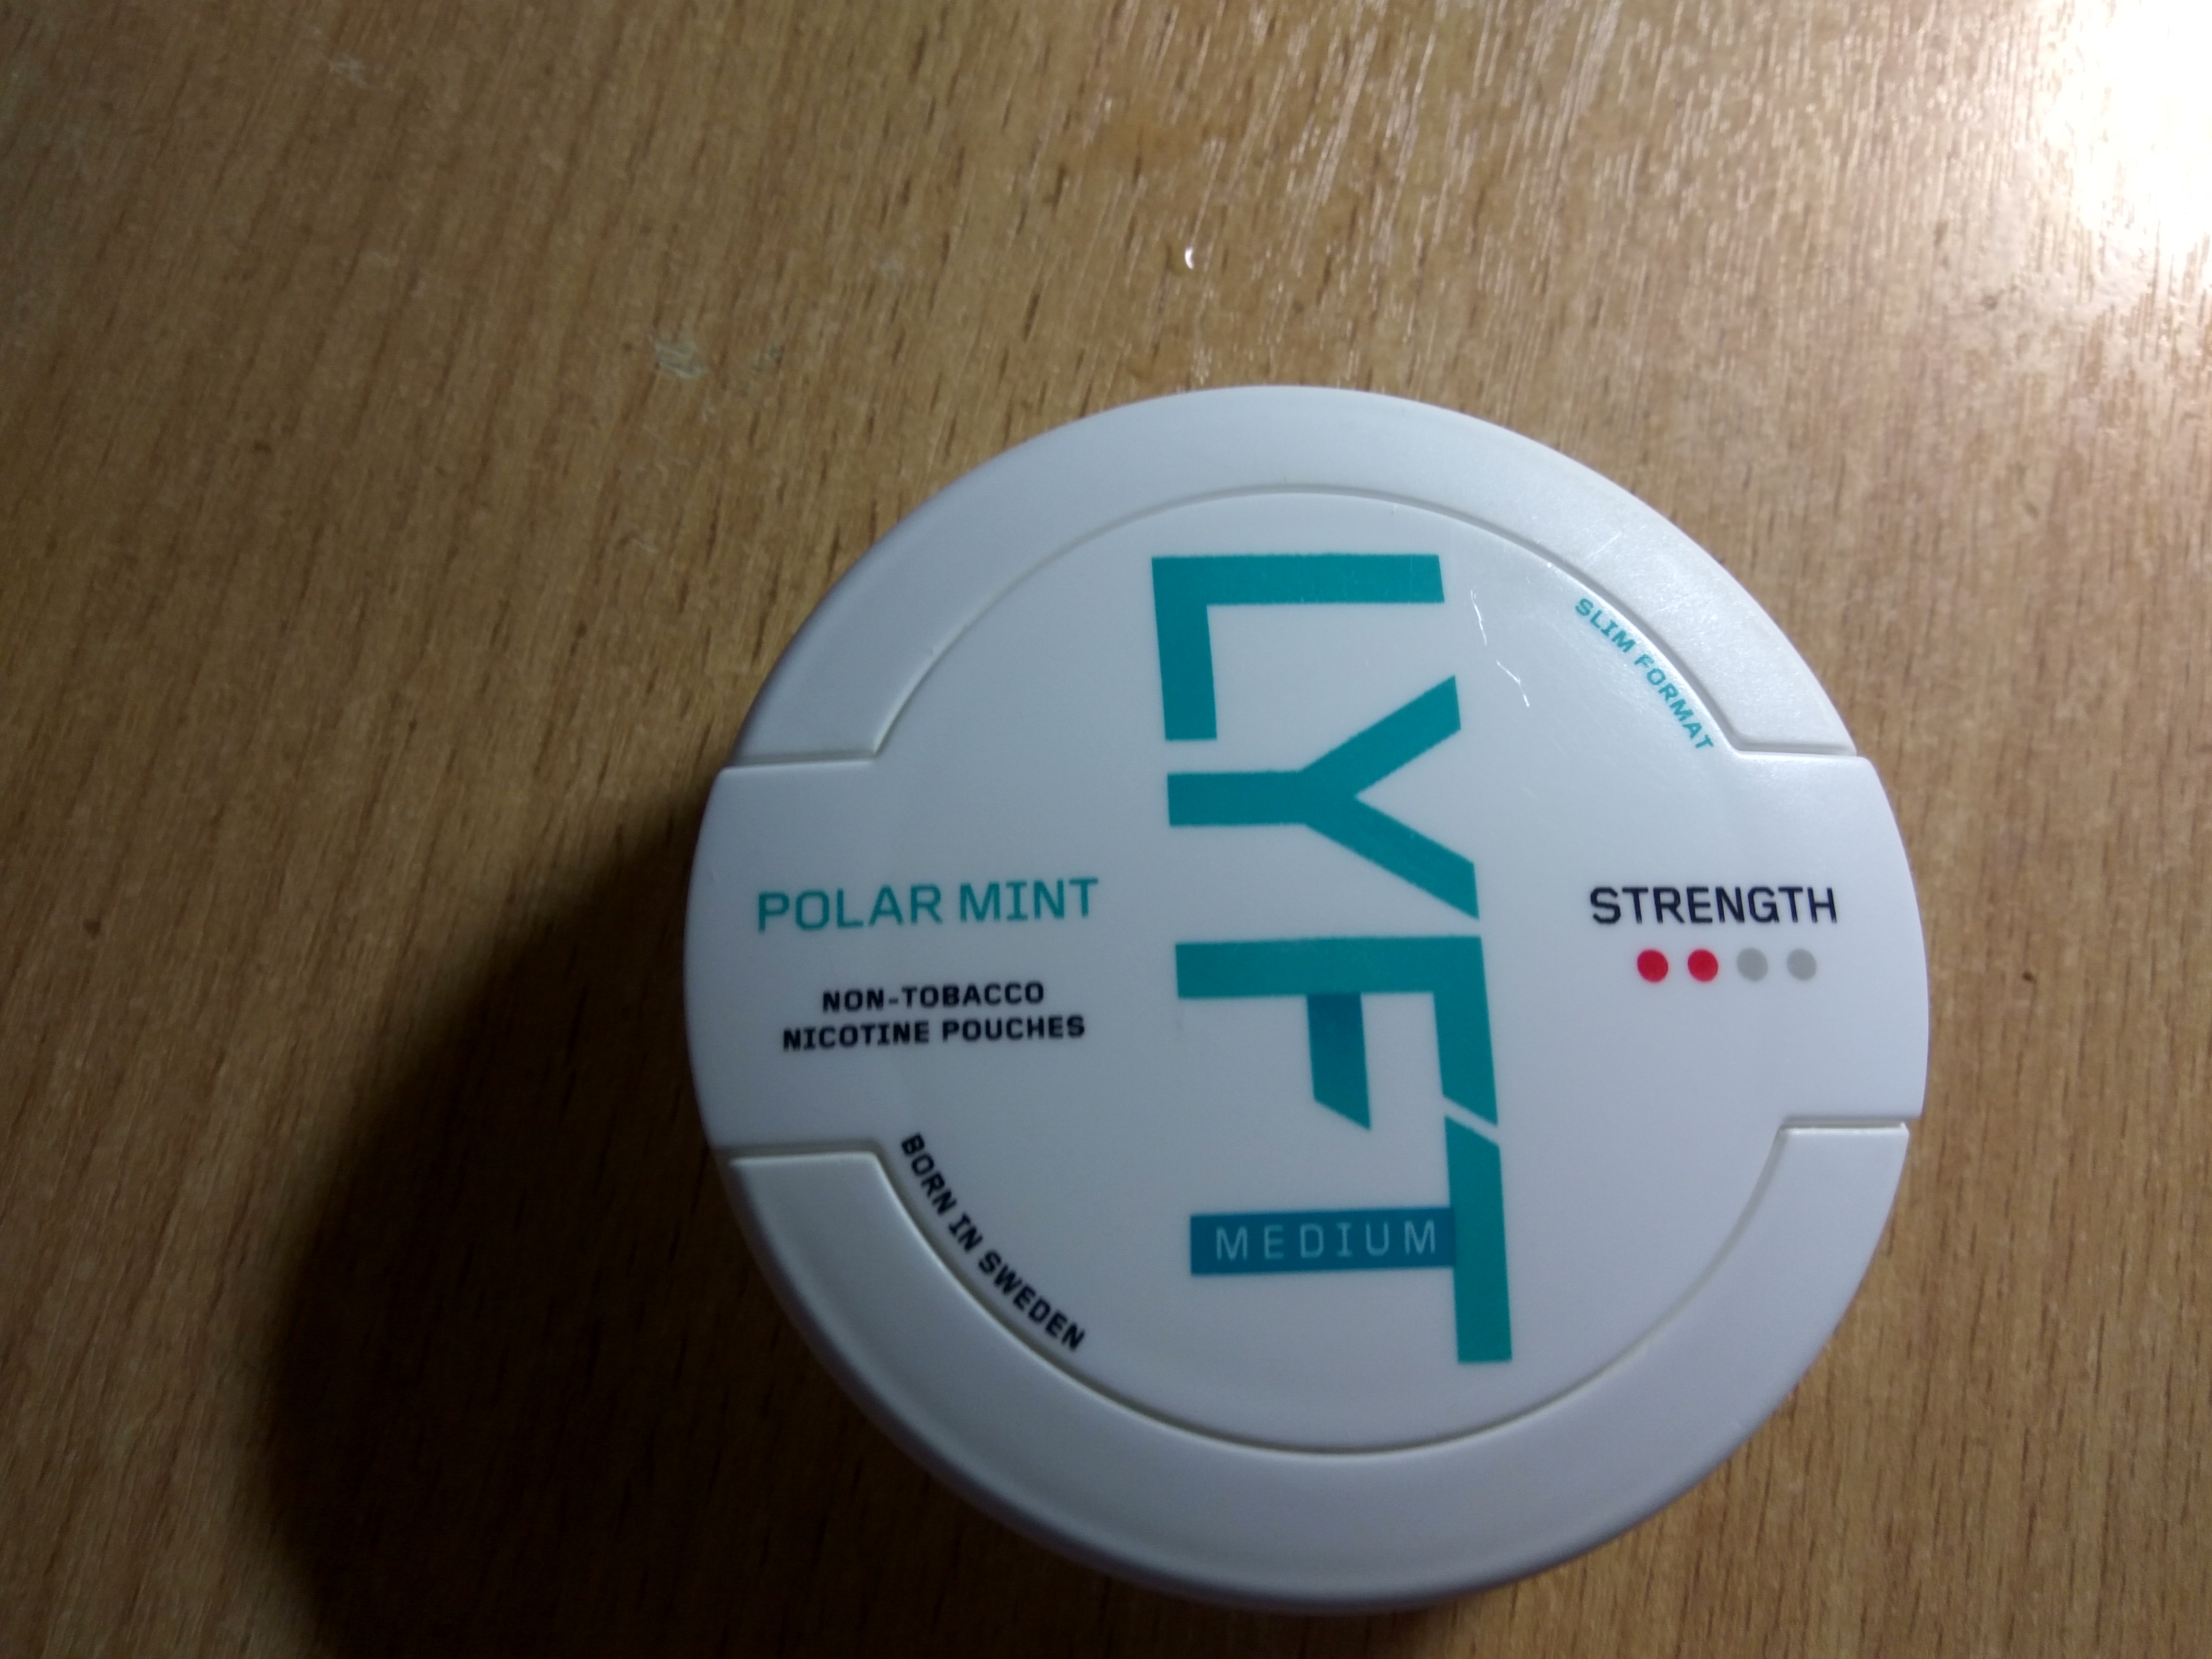 LYFT
MEDIUM
SLIM FORMAT
POLAR MINT
NON-TOBACCO
NICOTINE POUCHES
STRENGTH
BORN IN SWEDEN